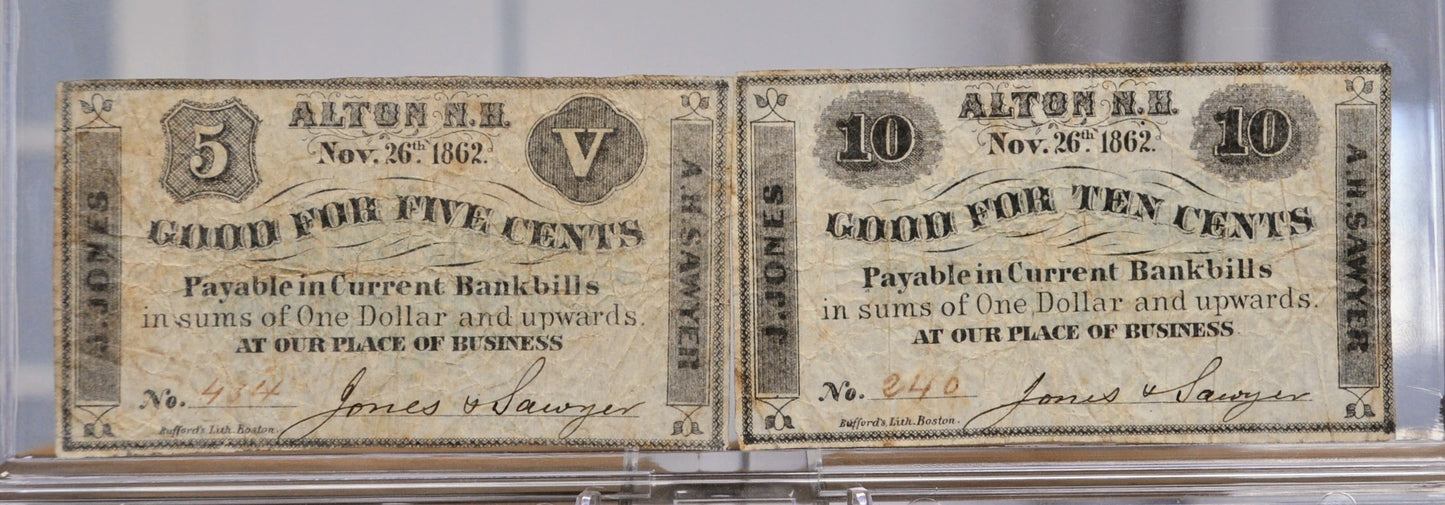 5
ALTON N.H.
V
Nov. 26th. 1862.
GOOD FOR FIVE CENTS
Payable in Current Bankbills
in sums of One Dollar and upwards.
AT OUR PLACE OF BUSINESS
No. 434
Jones & Sawyer
Bufford's Lith. Boston.
JONES
A.H. SAWYER
10
ALTON N.H.
10
Nov. 26th. 1862.
GOOD FOR TEN CENTS
Payable in Current Bankbills
in sums of One Dollar and upwards.
AT OUR PLACE OF BUSINESS
No. 240
Jones & Sawyer
Bufford's Lith. Boston.
J. JONES
A.H. SAWYER